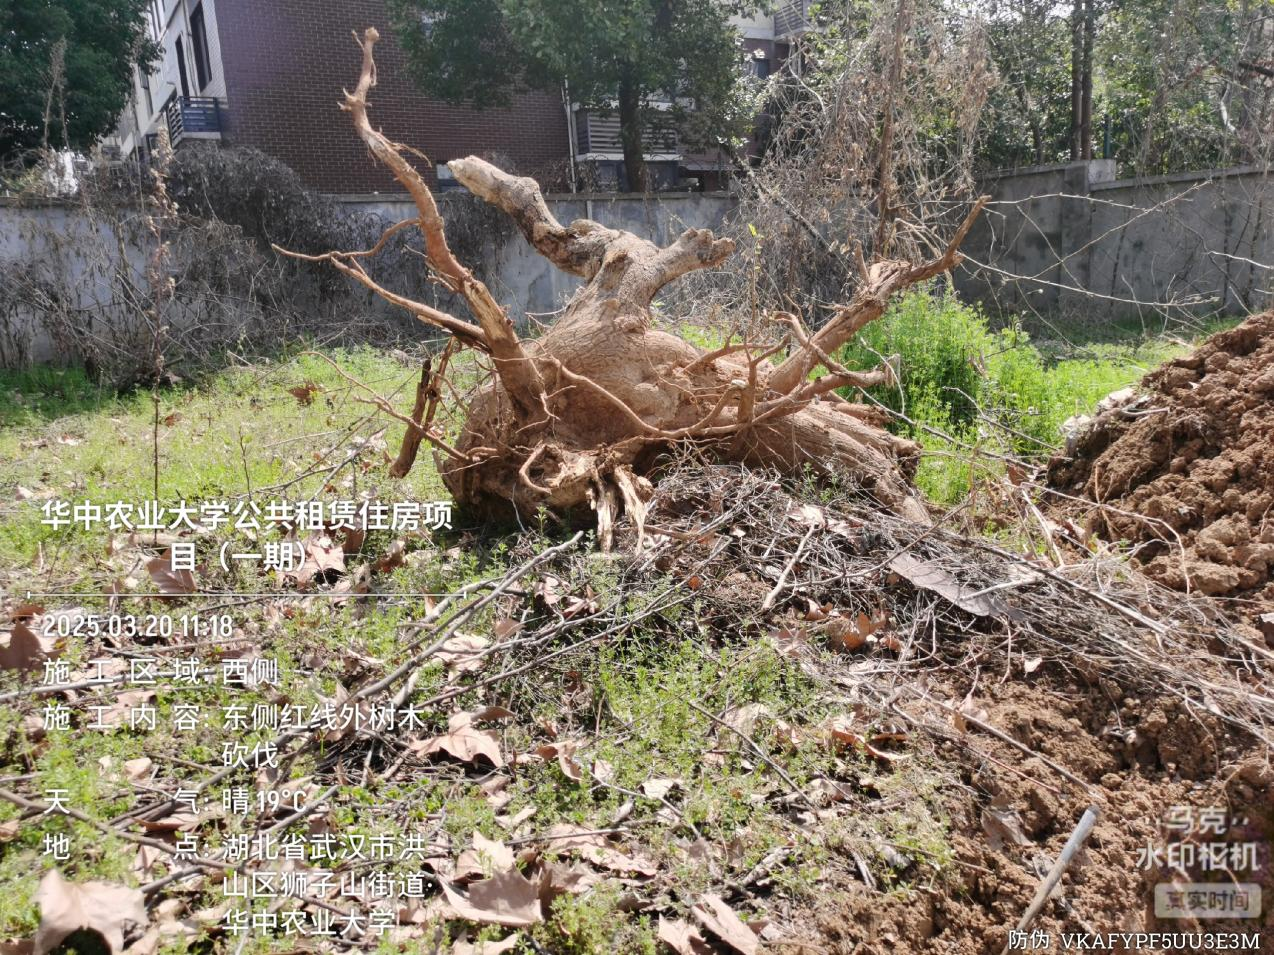 华中农业大学公共租赁住房项
目（一期）
2025.03.20 11:18
施工区域：西侧
施工内容：东侧红线外树木
砍伐
天气：晴 19℃
地点：湖北省武汉市洪
山区狮子山街道·
华中农业大学
马克
水印相机
真实时间
防伪 VKAFYPF5UU3E3M